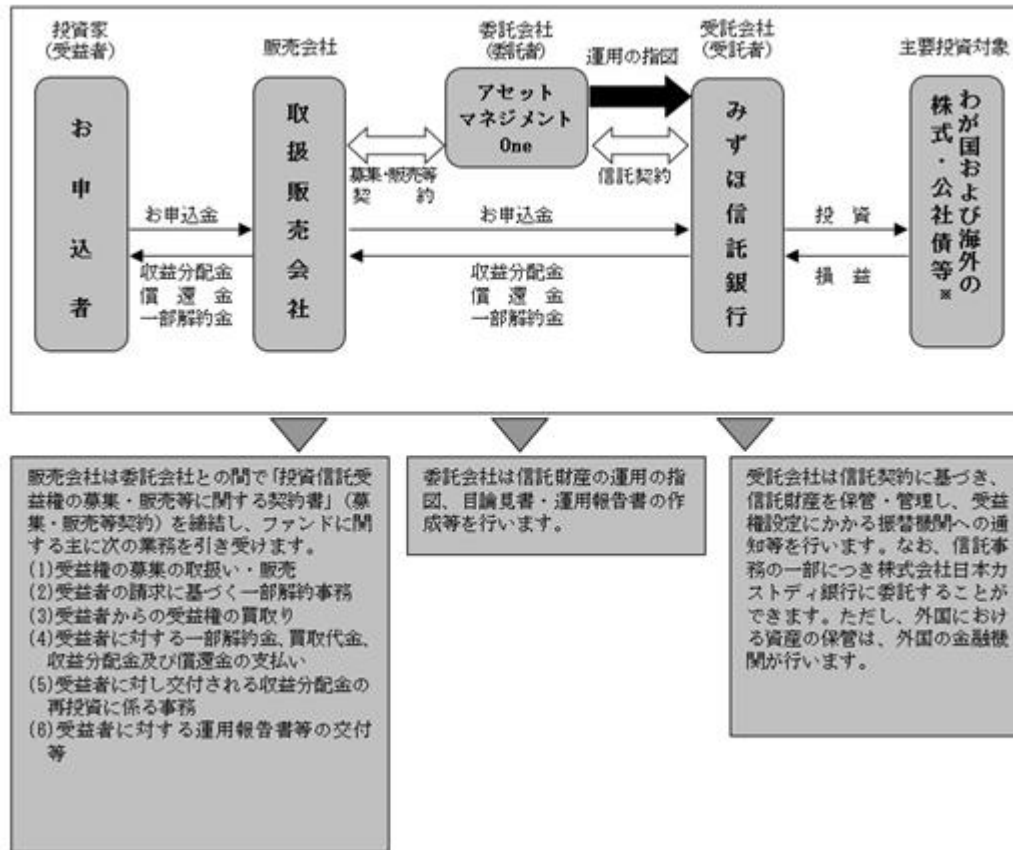 投資家
(受益者)
販売会社
委託会社
(委託者)
運用の指図
受託会社
(受託者)
主要投資対象
お申込者
取扱販売会社
アセット
マネジメント
One
みずほ信託銀行
わが国および海外の
株式・公社債等※
募集・販売等
契 約
信託契約
お申込金
お申込金
投 資
収益分配金
償 還 金
一部解約金
収益分配金
償 還 金
一部解約金
損 益
販売会社は委託会社との間で「投資信託受
益権の募集・販売等に関する契約書」(募
集・販売等契約)を締結し、ファンドに関
する主に次の業務を引き受けます。
(1)受益権の募集の取扱い・販売
(2)受益者の請求に基づく一部解約事務
(3)受益者からの受益権の買取り
(4)受益者に対する一部解約金、買取代金、
収益分配金及び償還金の支払い
(5)受益者に対し交付される収益分配金の
再投資に係る事務
(6)受益者に対する運用報告書等の交付
等
委託会社は信託財産の運用の指
図、目論見書・運用報告書の作
成等を行います。
受託会社は信託契約に基づき、
信託財産を保管・管理し、受益
権設定にかかる振替機関への通
知等を行います。なお、信託事
務の一部につき株式会社日本カ
ストディ銀行に委託することが
できます。ただし、外国におけ
る資産の保管は、外国の金融機
関が行います。